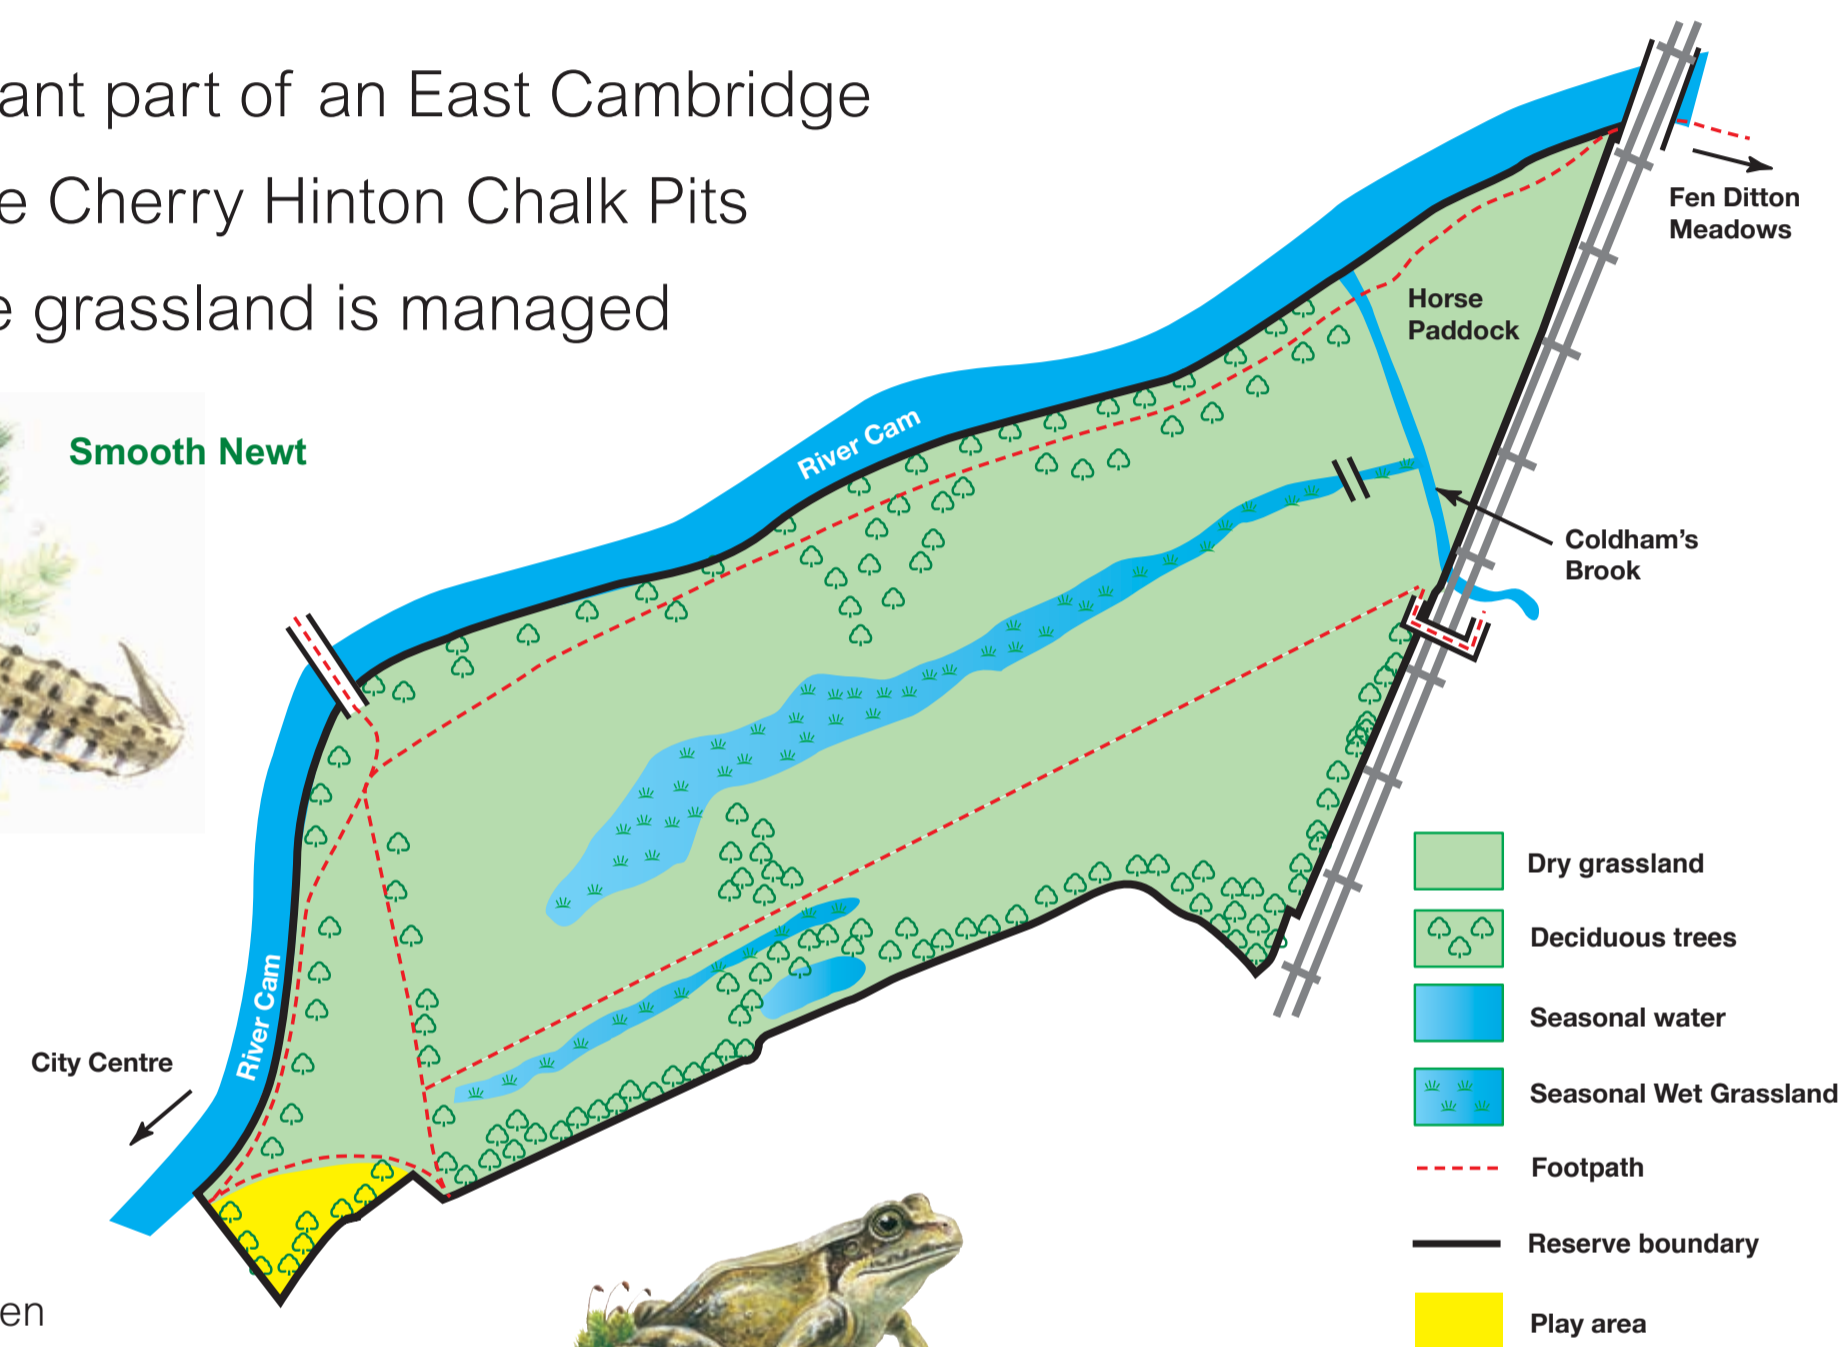 ant part of an East Cambridge
e Cherry Hinton Chalk Pits
e grassland is managed
Smooth Newt
River Cam
River Cam
City Centre
Fen Ditton
Meadows
Horse
Paddock
Coldham's
Brook
Dry grassland
Deciduous trees
Seasonal water
Seasonal Wet Grassland
Footpath
Reserve boundary
Play area
en